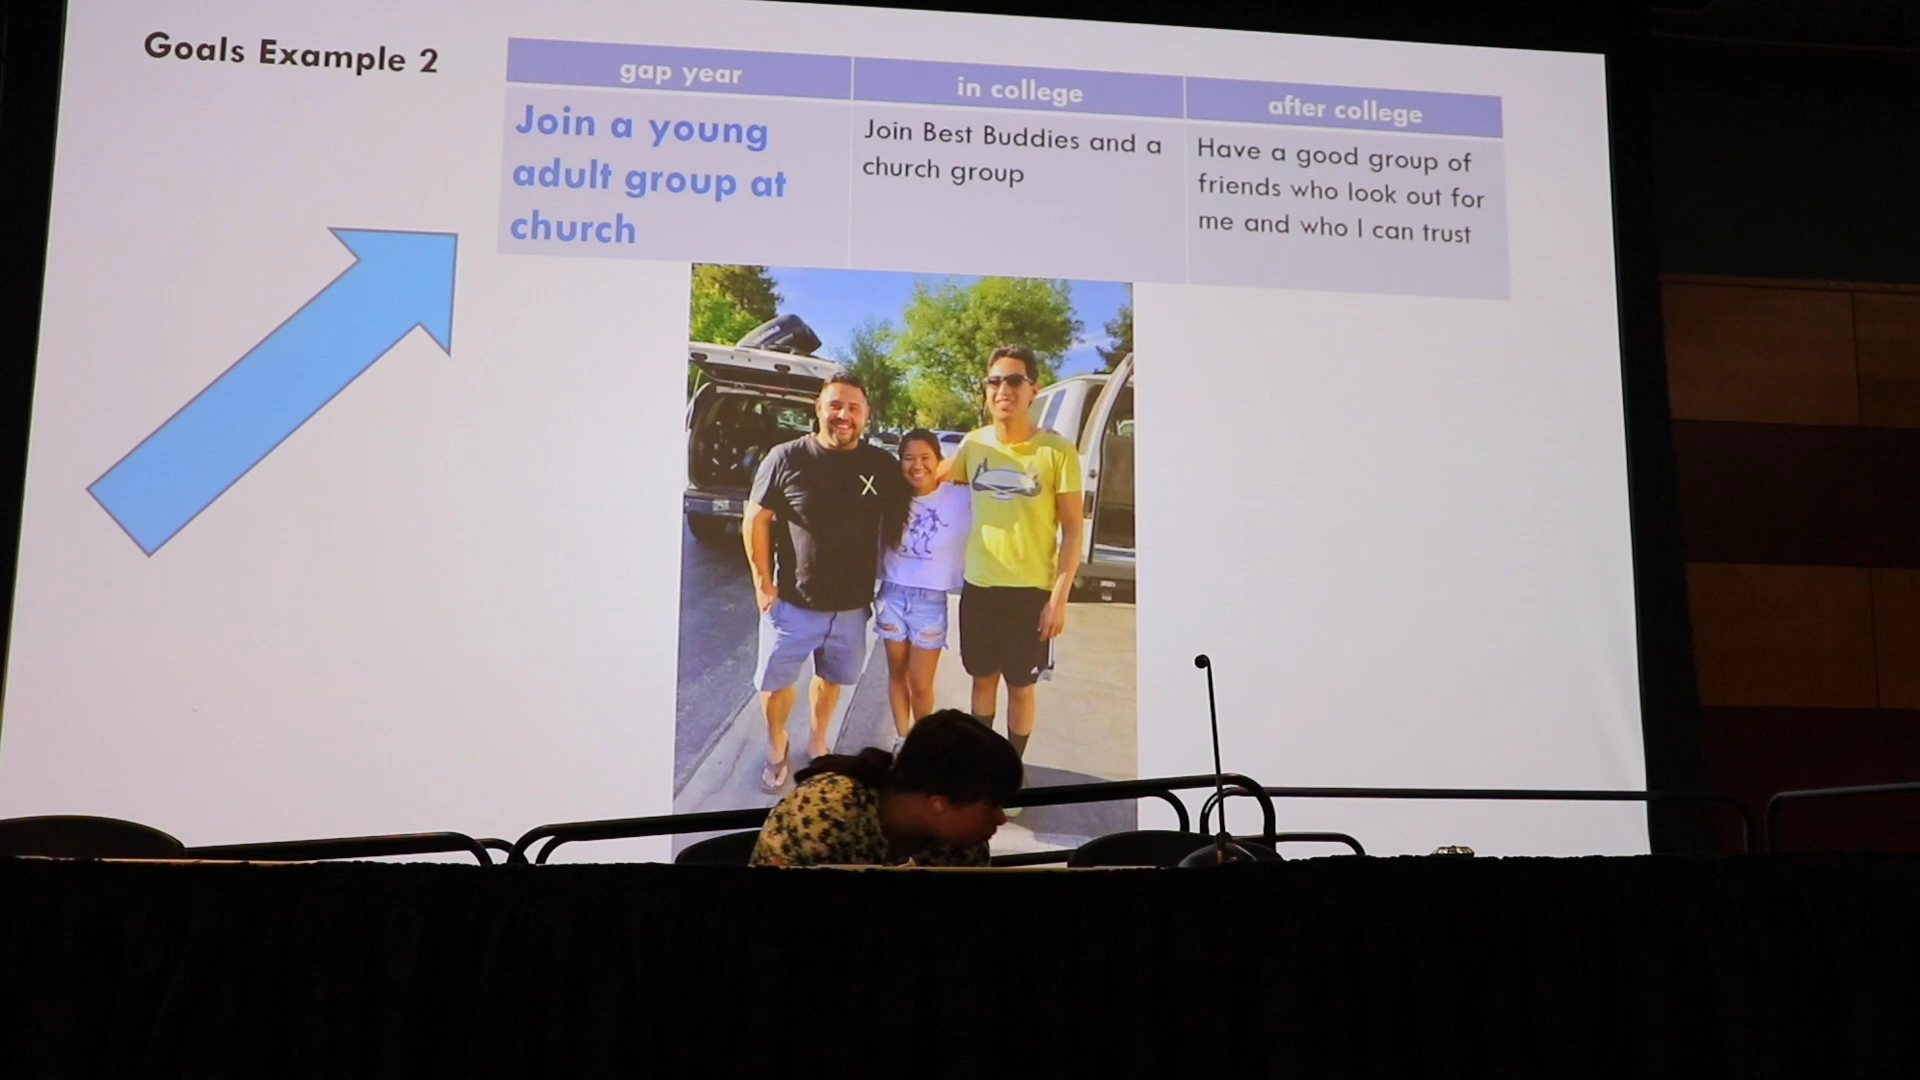 Goals Example 2
gap year
in college
after college
Join a young
adult group at
church
Join Best Buddies and a
church group
Have a good group of
friends who look out for
me and who I can trust
X